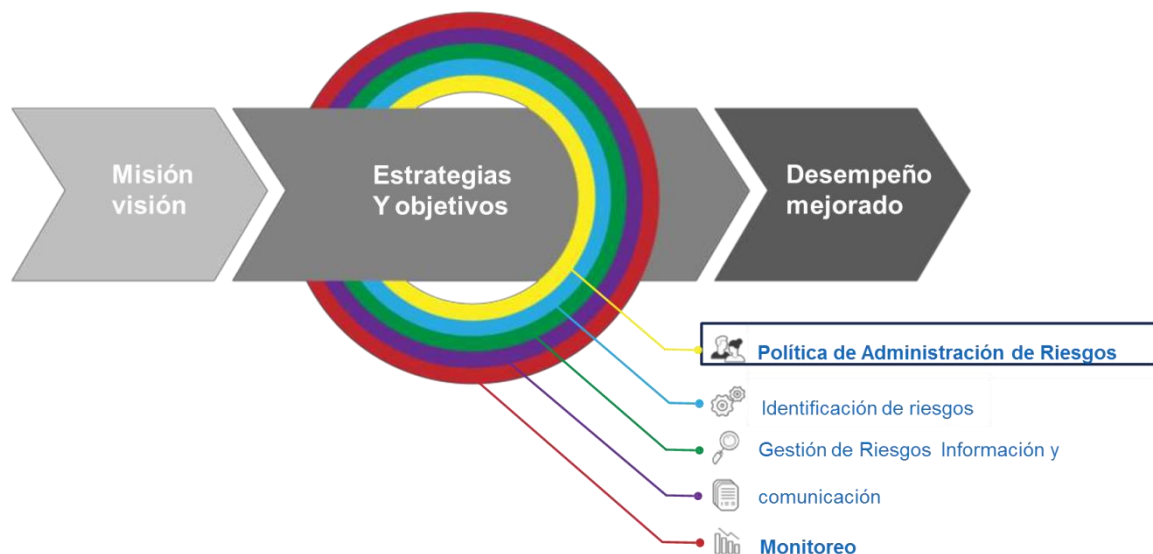 Misión
visión
Estrategias
Y objetivos
Desempeño
mejorado
Política de Administración de Riesgos
Identificación de riesgos
Gestión de Riesgos Información y
comunicación
Monitoreo